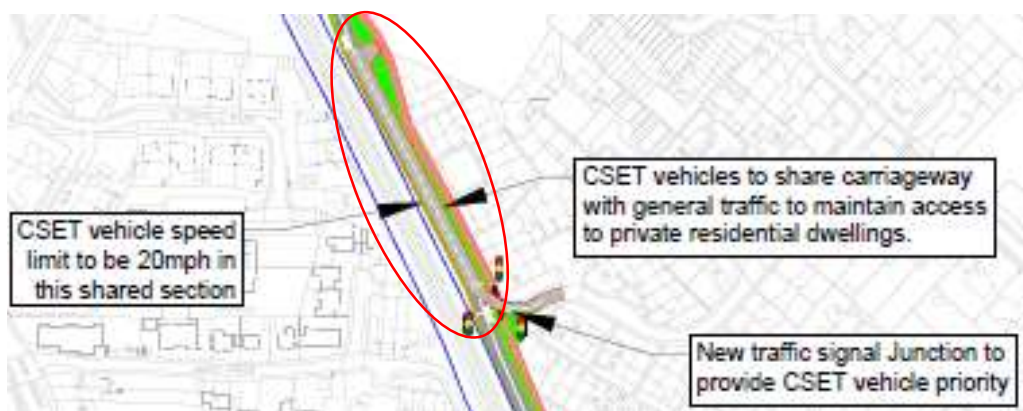 CSET vehicles to share carriageway
with general traffic to maintain access
to private residential dwellings.
CSET vehicle speed
limit to be 20mph in
this shared section
New traffic signal Junction to
provide CSET vehicle priority